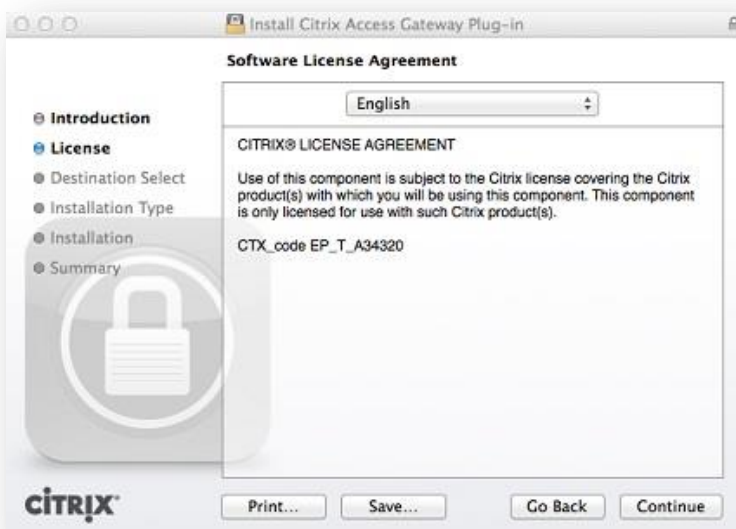 Install Citrix Access Gateway Plug-in
Software License Agreement
Introduction
License
Destination Select
Installation Type
Installation
Summary
English
CITRIX® LICENSE AGREEMENT
Use of this component is subject to the Citrix license covering the Citrix
product(s) with which you will be using this component. This component
is only licensed for use with such Citrix product(s).
CTX_code EP_T_A34320
CITRIX
Print...
Save...
Go Back
Continue